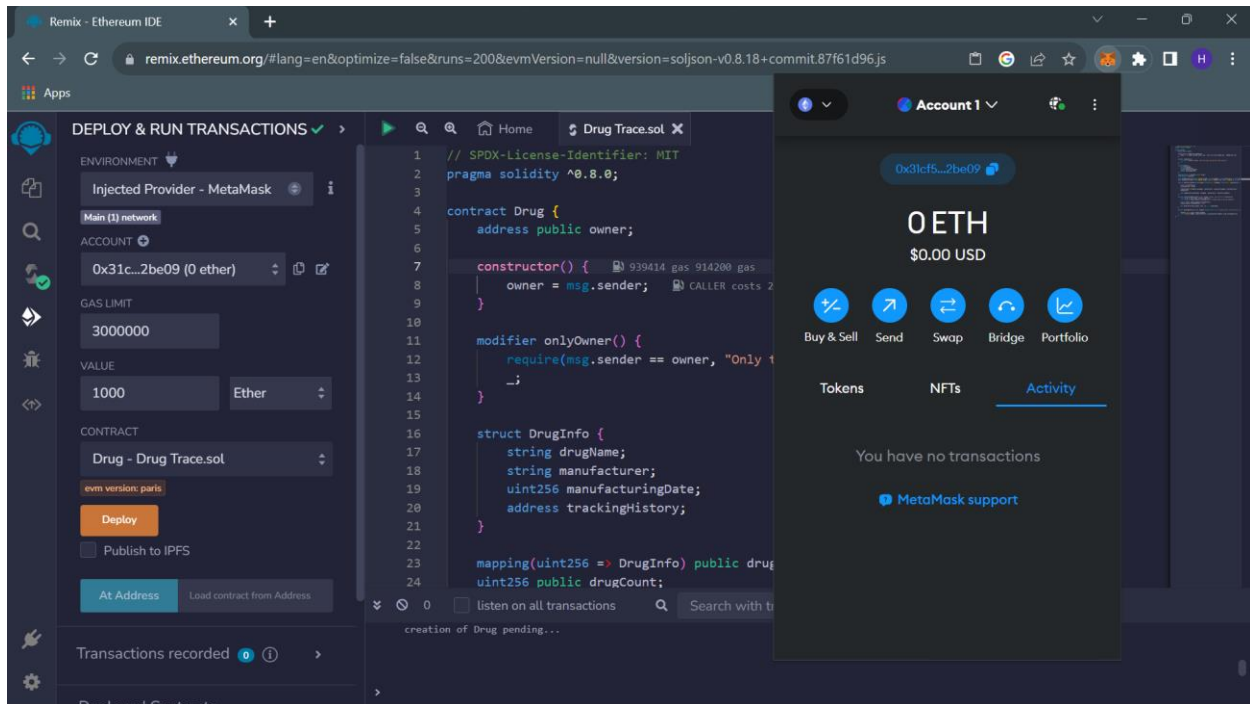 Remix - Ethereum IDE
remix.ethereum.org/#lang=en&optimize=false&runs=200&evmVersion=null&version=soljson-v0.8.18+commit.87f61d96.js
H
Apps
DEPLOY & RUN TRANSACTIONS
ENVIRONMENT
Injected Provider - MetaMask
Main (1) network
ACCOUNT
0x31c...2be09 (0 ether)
GAS LIMIT
3000000
VALUE
1000
Ether
CONTRACT
Drug - Drug Trace.sol
evm version: paris
Deploy
Publish to IPFS
At Address
Load contract from Address
Transactions recorded 0
Home
Drug Trace.sol
1 // SPDX-License-Identifier: MIT
2 pragma solidity ^0.8.0;
3
4 contract Drug {
5 address public owner;
6
7 constructor() { 939414 gas 914200 gas
8 owner = msg.sender; CALLER costs 2
9 }
10
11 modifier onlyOwner() {
12 require(msg.sender == owner, "Only t
13 _;
14 }
15
16 struct DrugInfo {
17 string drugName;
18 string manufacturer;
19 uint256 manufacturingDate;
20 address trackingHistory;
21 }
22
23 mapping(uint256 => DrugInfo) public drug
24 uint256 public drugCount;
0
listen on all transactions
Search with t
creation of Drug pending...
>
Account 1
0x31cf5...2be09
0 ETH
$0.00 USD
Buy & Sell
Send
Swap
Bridge
Portfolio
Tokens
NFTs
Activity
You have no transactions
MetaMask support